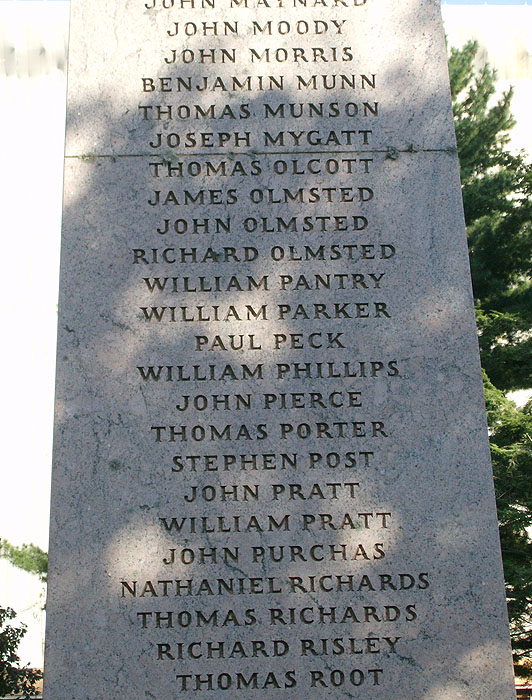 JOHN MAYNARD
JOHN MOODY
JOHN MORRIS
BENJAMIN MUNN
THOMAS MUNSON
JOSEPH MYGATT
THOMAS OLCOTT
JAMES OLMSTED
JOHN OLMSTED
RICHARD OLMSTED
WILLIAM PANTRY
WILLIAM PARKER
PAUL PECK
WILLIAM PHILLIPS
JOHN PIERCE
THOMAS PORTER
STEPHEN POST
JOHN PRATT
WILLIAM PRATT
JOHN PURCHAS
NATHANIEL RICHARDS
THOMAS RICHARDS
RICHARD RISLEY
THOMAS ROOT